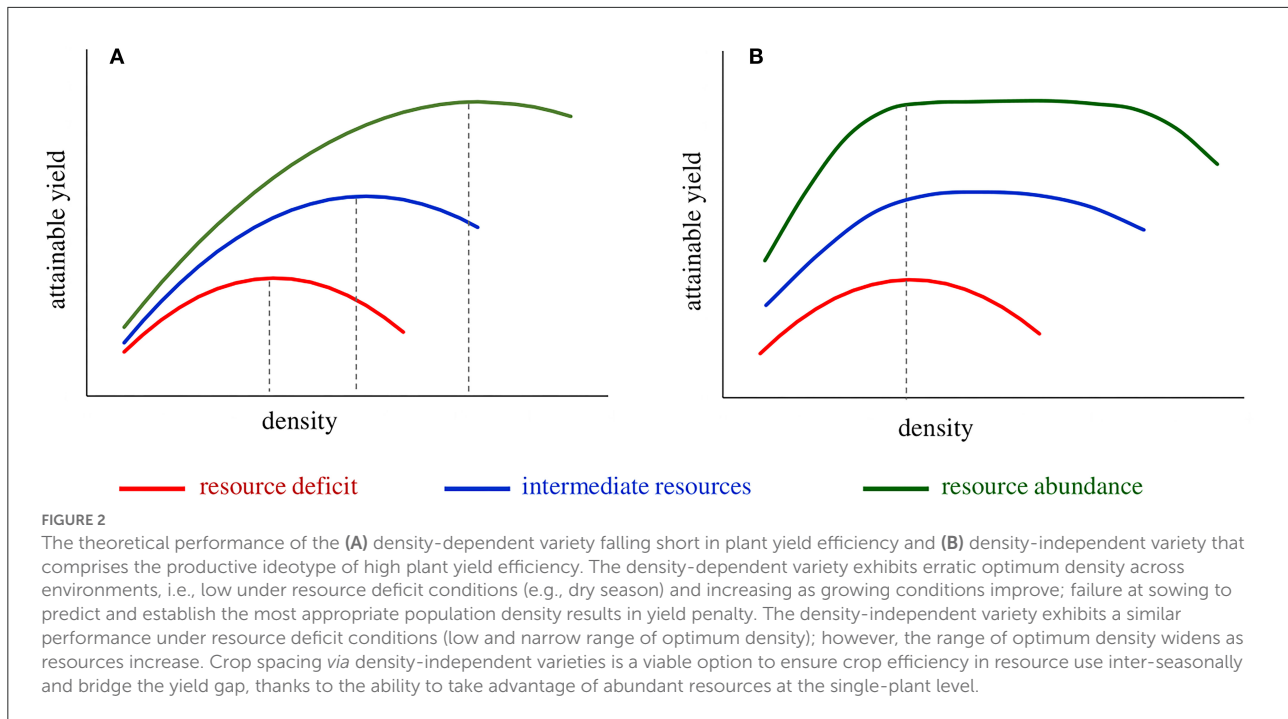 A
B
attainable yield
attainable yield
density
density
resource deficit
intermediate resources
resource abundance
FIGURE 2
The theoretical performance of the (A) density-dependent variety falling short in plant yield efficiency and (B) density-independent variety that
comprises the productive ideotype of high plant yield efficiency. The density-dependent variety exhibits erratic optimum density across
environments, i.e., low under resource deficit conditions (e.g., dry season) and increasing as growing conditions improve; failure at sowing to
predict and establish the most appropriate population density results in yield penalty. The density-independent variety exhibits a similar
performance under resource deficit conditions (low and narrow range of optimum density); however, the range of optimum density widens as
resources increase. Crop spacing via density-independent varieties is a viable option to ensure crop efficiency in resource use inter-seasonally
and bridge the yield gap, thanks to the ability to take advantage of abundant resources at the single-plant level.